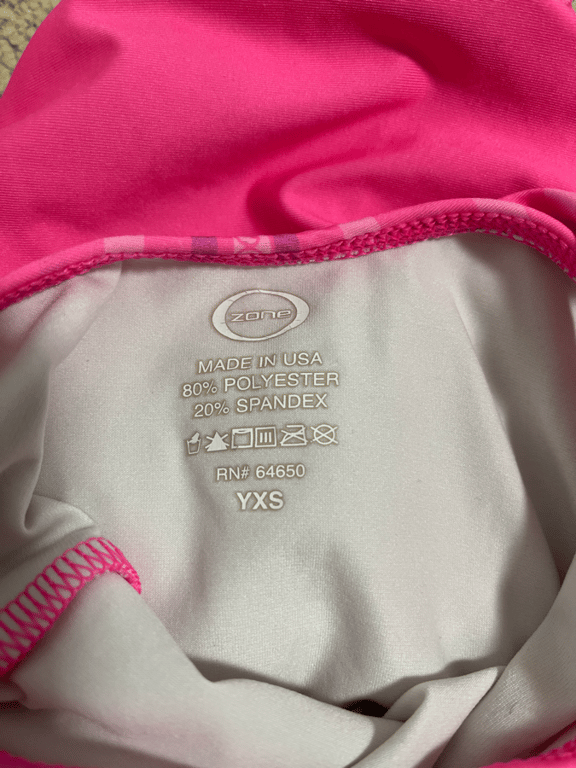 zone
MADE IN USA
80% POLYESTER
20% SPANDEX
RN# 64650
YXS